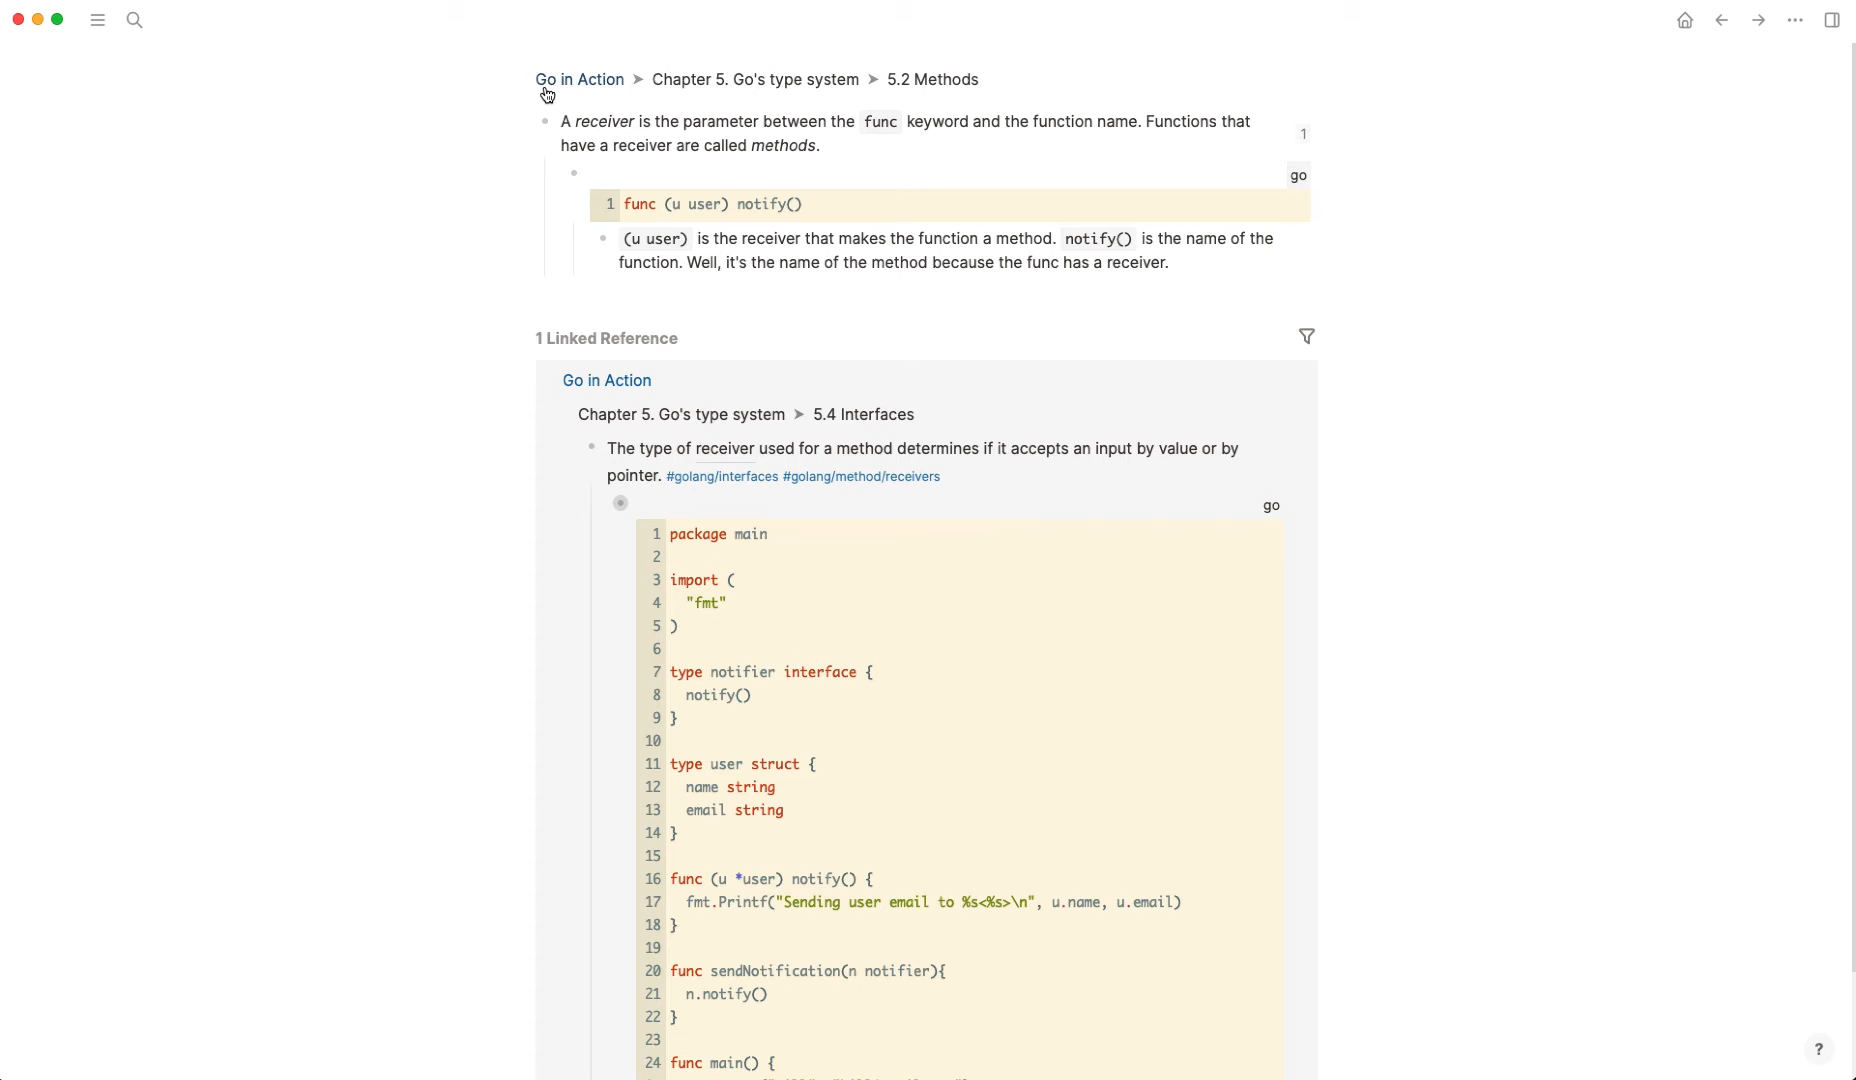 Go in Action ➤ Chapter 5. Go's type system ➤ 5.2 Methods
A receiver is the parameter between the func keyword and the function name. Functions that
have a receiver are called methods.
1
go
1 func (u user) notify()
(u user) is the receiver that makes the function a method. notify() is the name of the
function. Well, it's the name of the method because the func has a receiver.
1 Linked Reference
Go in Action
Chapter 5. Go's type system ➤ 5.4 Interfaces
The type of receiver used for a method determines if it accepts an input by value or by
pointer. #golang/interfaces #golang/method/receivers
go
1 package main
2
3 import (
4 "fmt"
5 )
6
7 type notifier interface {
8 notify()
9 }
10
11 type user struct {
12 name string
13 email string
14 }
15
16 func (u *user) notify() {
17 fmt.Printf("Sending user email to %s<%s>\n", u.name, u.email)
18 }
19
20 func sendNotification(n notifier){
21 n.notify()
22 }
23
24 func main() {
?